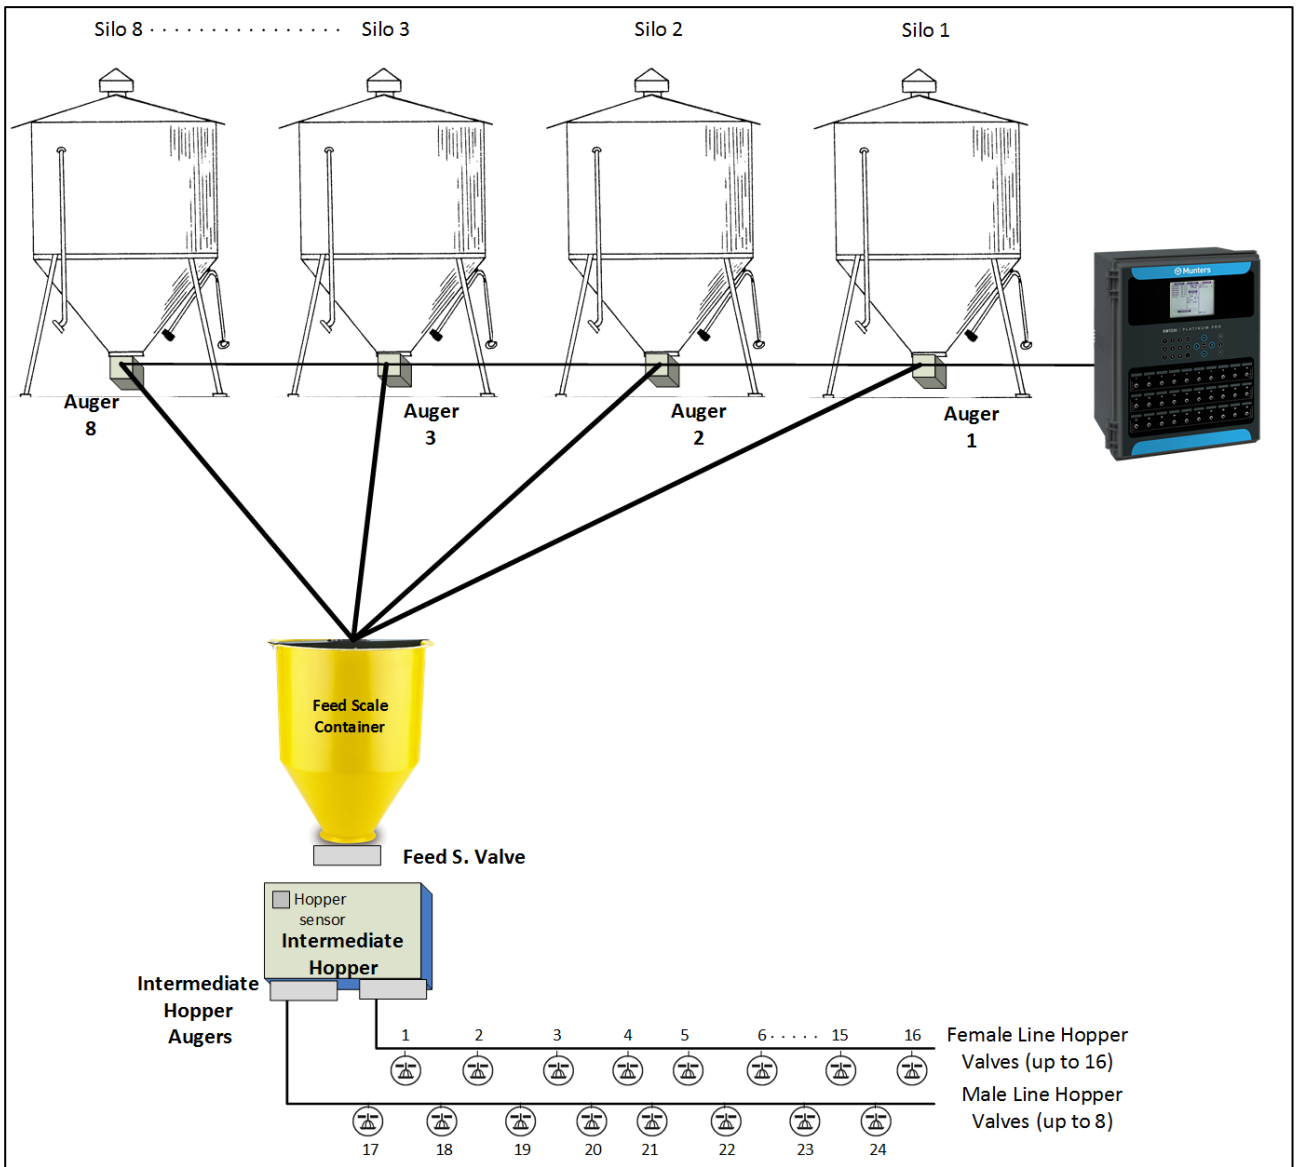 Silo 8 . . . . . . . . . . . . . . . . Silo 3
Silo 2
Silo 1
Munters
PLATINUM PRO
Auger
8
Auger
3
Auger
2
Auger
1
Feed Scale
Container
Feed S. Valve
Hopper
sensor
Intermediate
Hopper
Intermediate
Hopper
Augers
1 2 3 4 5 6 . . . . . 15 16
Female Line Hopper
Valves (up to 16)
Male Line Hopper
Valves (up to 8)
17 18 19 20 21 22 23 24